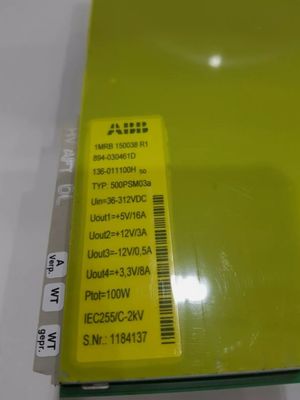 ABB
1MRB 150038 R1
894-030461D
136-011100H so
TYP: 500PSM03a
Uin=36-312VDC
Uout1=+5V/16A
Uout2=+12V/3A
Uout3=-12V/0,5A
Uout4=+3,3V/8A
Ptot=100W
IEC255/C-2kV
S.Nr.: 1184137
A
verp.
WT
WT
gepr.